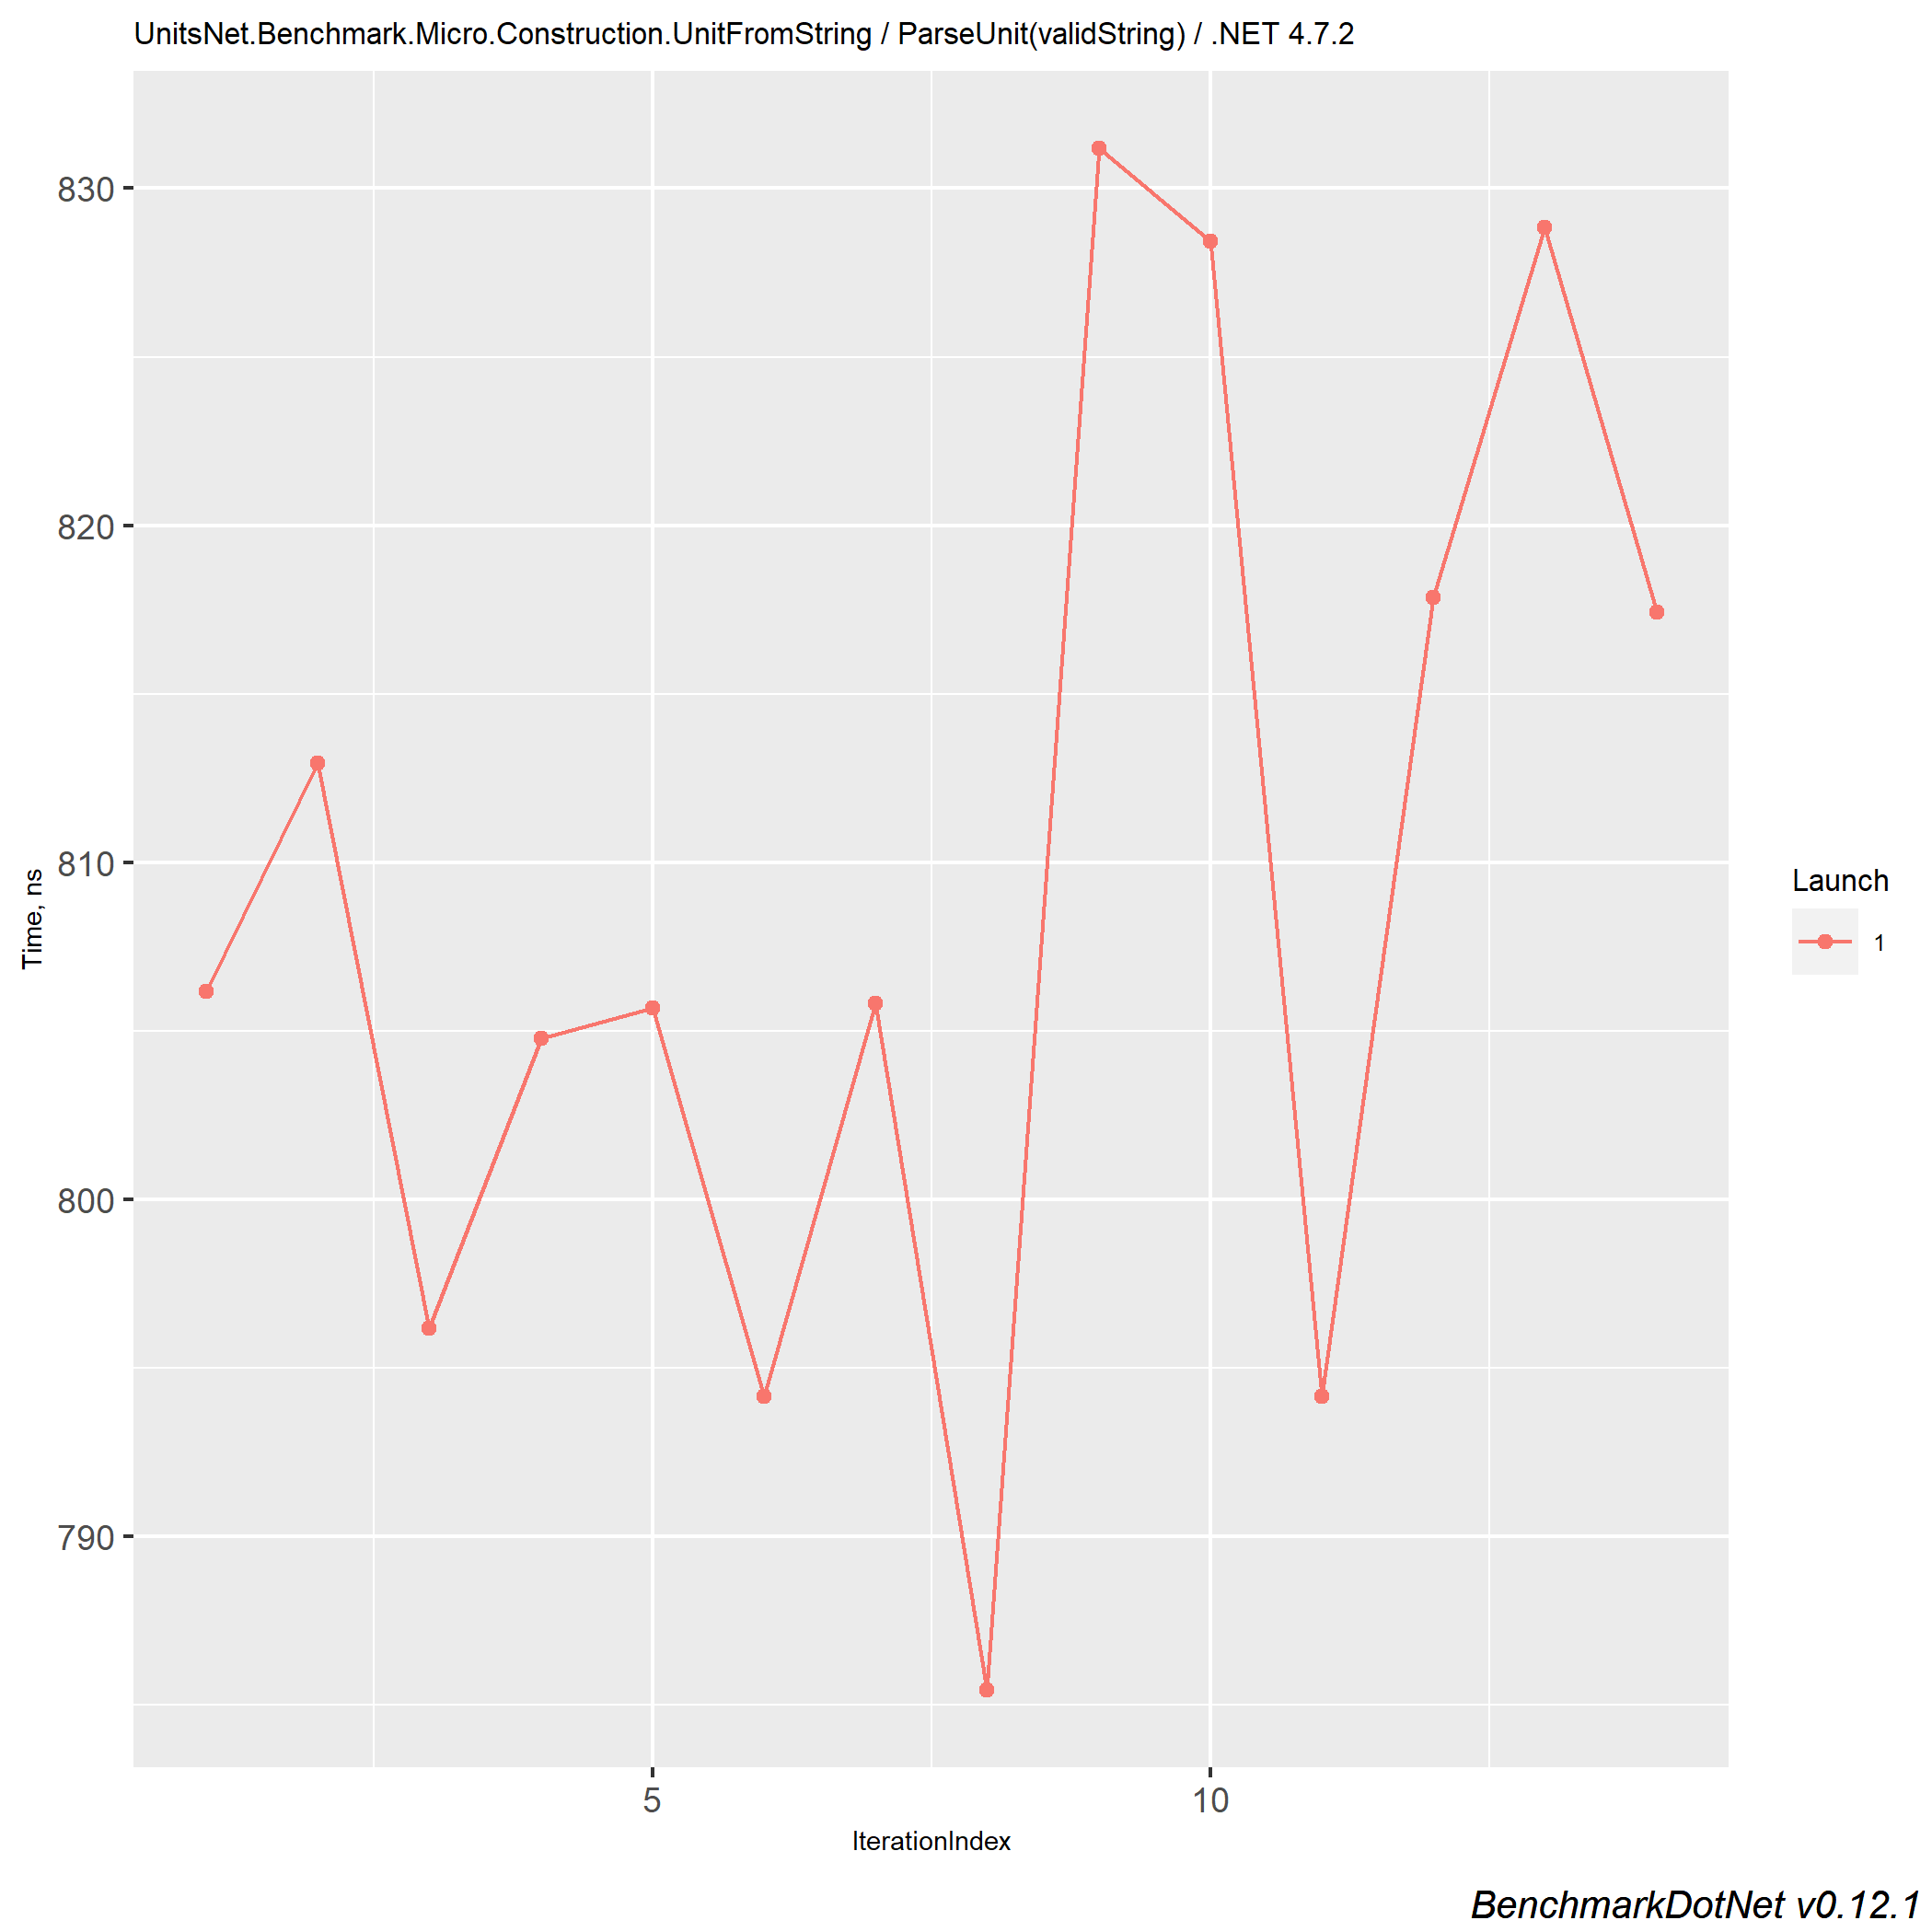 UnitsNet.Benchmark.Micro.Construction.UnitFromString / ParseUnit(validString) / .NET 4.7.2
830
820
810
800
790
Time, ns
5
10
IterationIndex
Launch
1
BenchmarkDotNet v0.12.1